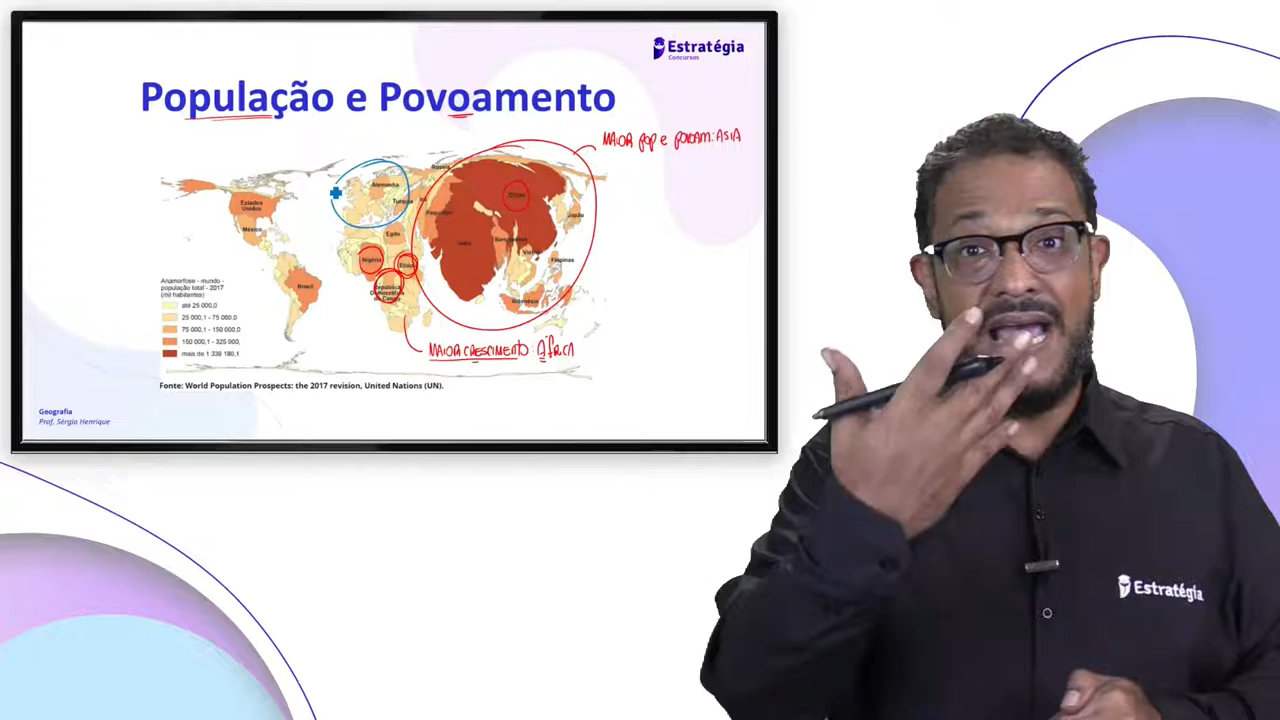 Estratégia
Concursos
População e Povoamento
MAIOR POP E POVOAM: ASIA
Rússia
Alemanha
China
Estados
Unidos
Turquia
Irã
Paquistão
Japão
México
Egito
Índia
Bangladesh
Vietnã
Nigéria
Etiópia
Filipinas
Brasil
República
Democrática
do Congo
Indonésia
Anamorfose - mundo -
população total - 2017
(mil habitantes)
até 25 000,0
25 000,1 - 75 000,0
75 000,1 - 150 000,0
150 000,1 - 325 000,
mais de 1 339 180,1
MAIOR CRESCIMENTO: ÁFRICA
Fonte: World Population Prospects: the 2017 revision, United Nations (UN).
Geografia
Prof. Sérgio Henrique
Estratégia